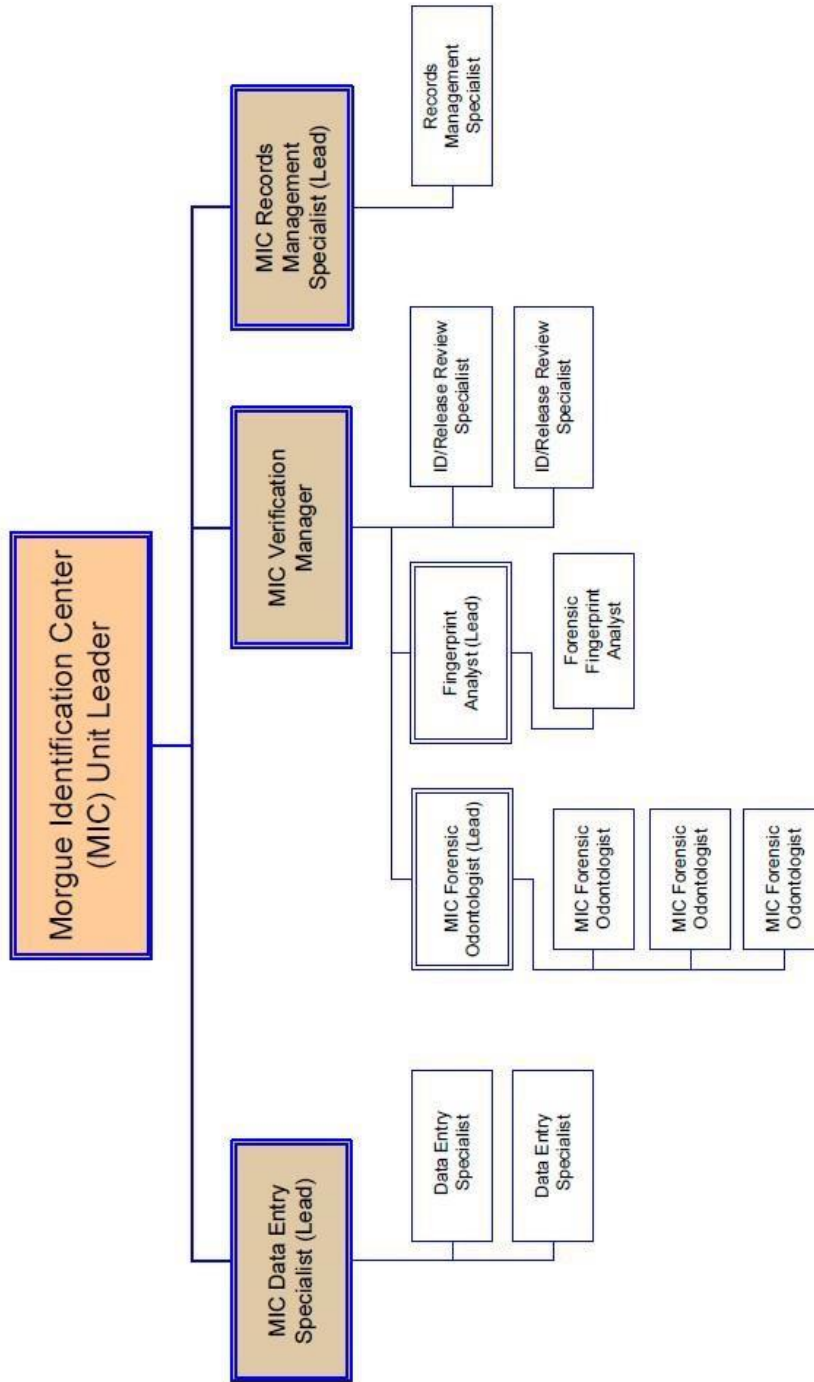 Morgue Identification Center
(MIC) Unit Leader
MIC Data Entry
Specialist (Lead)
MIC Verification
Manager
MIC Records
Management
Specialist (Lead)
Data Entry
Specialist
Data Entry
Specialist
MIC Forensic
Odontologist (Lead)
MIC Forensic
Odontologist
MIC Forensic
Odontologist
MIC Forensic
Odontologist
Fingerprint
Analyst (Lead)
Forensic
Fingerprint
Analyst
ID/Release Review
Specialist
ID/Release Review
Specialist
Records
Management
Specialist